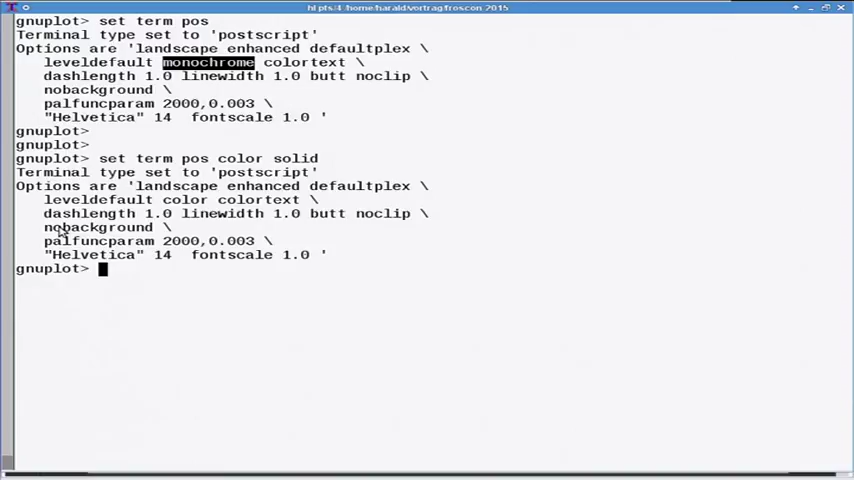 hl pts/4 /home/harald/vortrag/froscon 2015
gnuplot> set term pos
Terminal type set to 'postscript'
Options are 'landscape enhanced defaultplex \
leveldefault monochrome colortext \
dashlength 1.0 linewidth 1.0 butt noclip \
nobackground \
palfuncparam 2000,0.003 \
"Helvetica" 14  fontscale 1.0 '
gnuplot>
gnuplot>
gnuplot> set term pos color solid
Terminal type set to 'postscript'
Options are 'landscape enhanced defaultplex \
leveldefault color colortext \
dashlength 1.0 linewidth 1.0 butt noclip \
nobackground \
palfuncparam 2000,0.003 \
"Helvetica" 14  fontscale 1.0 '
gnuplot>